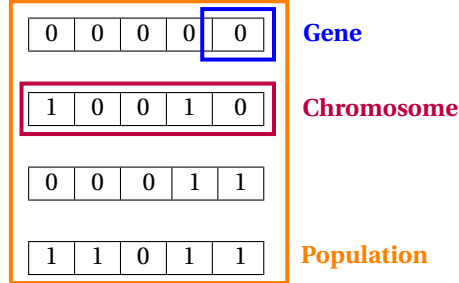 0 0 0 0 0 Gene
1 0 0 1 0 Chromosome
0 0 0 1 1
1 1 0 1 1 Population